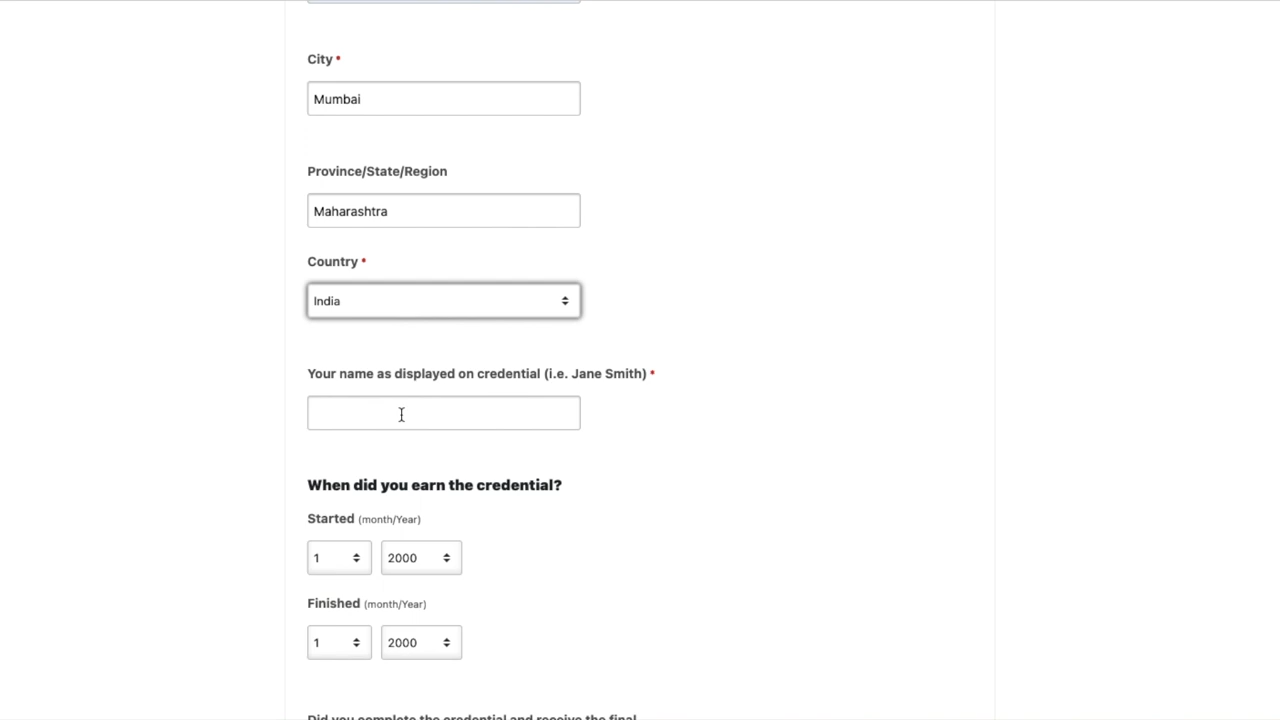 City •
Mumbai
Province/State/Region
Maharashtra
Country •
India
Your name as displayed on credential (i.e. Jane Smith) •
When did you earn the credential?
Started (month/Year)
1 2000
Finished (month/Year)
1 2000
Did you complete the credential and receive the final